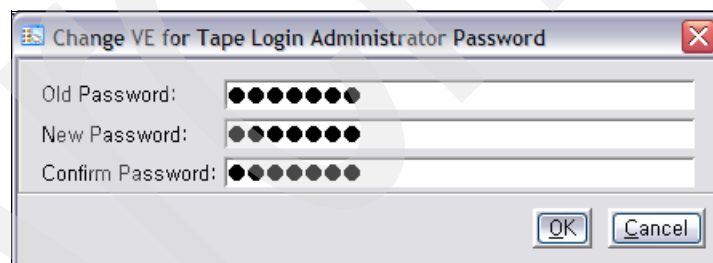 Change VE for Tape Login Administrator Password
Old Password: ●●●●●●●
New Password: ●●●●●●●
Confirm Password: ●●●●●●●
OK Cancel